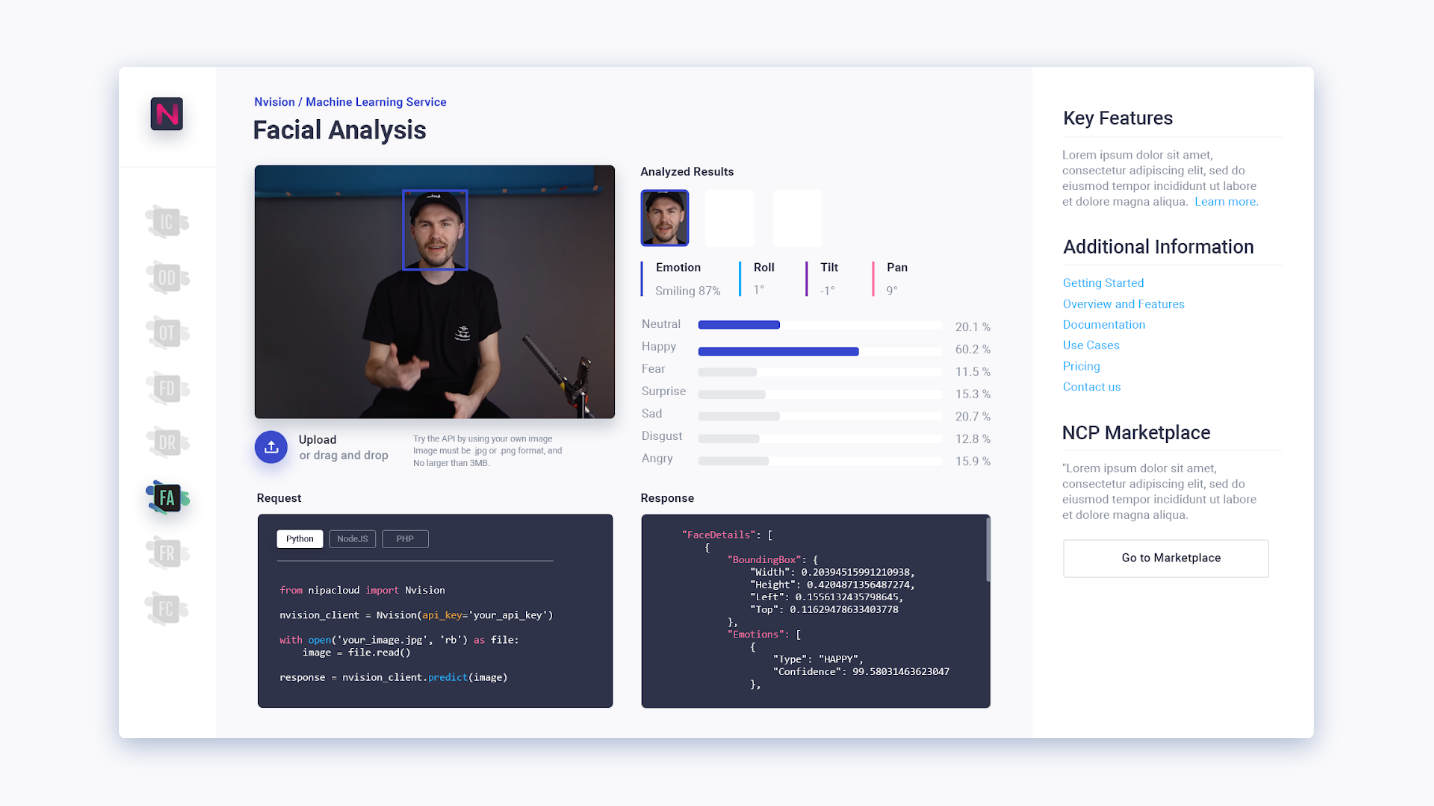 N
IC
OD
OT
FD
DR
FA
FR
FC
Nvision / Machine Learning Service
Facial Analysis
Upload
or drag and drop
Try the API by using your own image
Image must be .jpg or .png format, and
No larger than 3MB.
Analyzed Results
Emotion
Smiling 87%
Roll
1°
Tilt
-1°
Pan
9°
Neutral 20.1 %
Happy 60.2 %
Fear 11.5 %
Surprise 15.3 %
Sad 20.7 %
Disgust 12.8 %
Angry 15.9 %
Request
Python NodeJS PHP
from nipacloud import Nvision
nvision_client = Nvision(api_key='your_api_key')
with open('your_image.jpg', 'rb') as file:
image = file.read()
response = nvision_client.predict(image)
Response
"FaceDetails": [
{
"BoundingBox": {
"Width": 0.20394515991210938,
"Height": 0.4204871356487274,
"Left": 0.1556132435798645,
"Top": 0.11629478633403778
},
"Emotions": [
{
"Type": "HAPPY",
"Confidence": 99.58031463623047
},
Key Features
Lorem ipsum dolor sit amet,
consectetur adipiscing elit, sed do
eiusmod tempor incididunt ut labore
et dolore magna aliqua. Learn more.
Additional Information
Getting Started
Overview and Features
Documentation
Use Cases
Pricing
Contact us
NCP Marketplace
"Lorem ipsum dolor sit amet,
consectetur adipiscing elit, sed do
eiusmod tempor incididunt ut labore
et dolore magna aliqua.
Go to Marketplace